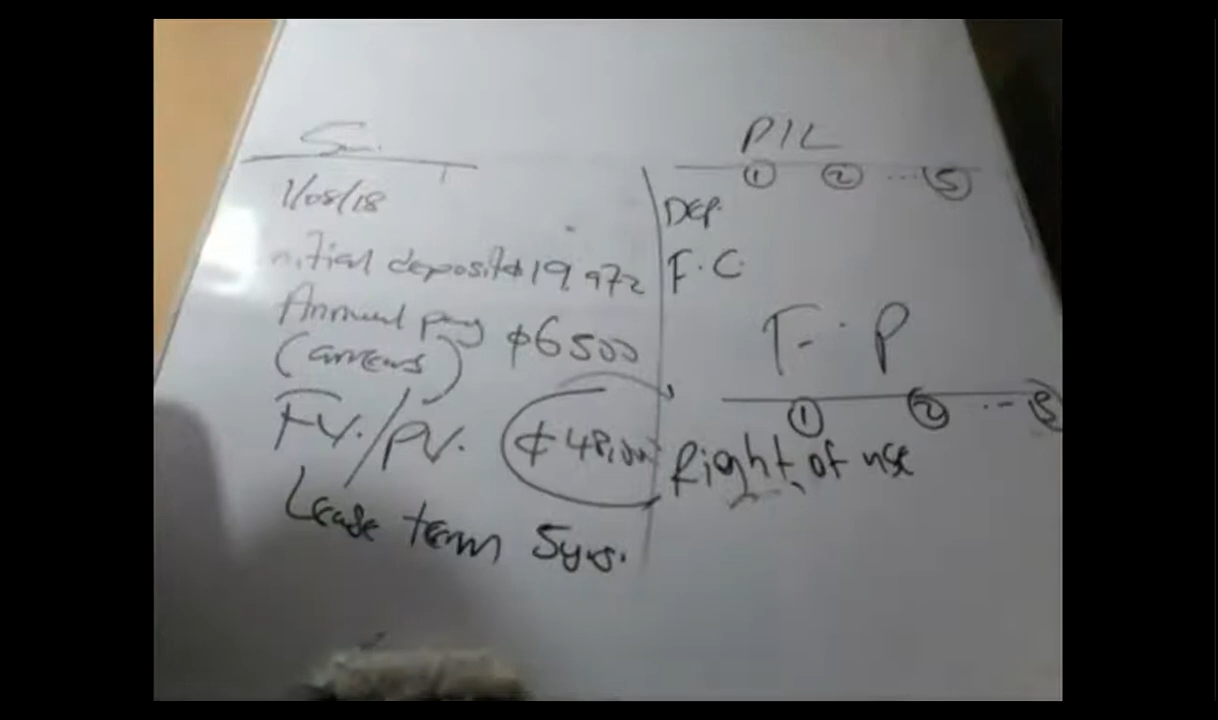 1/08/18
nitial deposit ¢19,972
Annual pay ¢6500
(arrears)
FV./PV. ¢48,000
Lease term 5yrs.
P/L
① ② ... ⑤
DEP.
F.C.
F.P
① ② ..- ⑤
Right of use